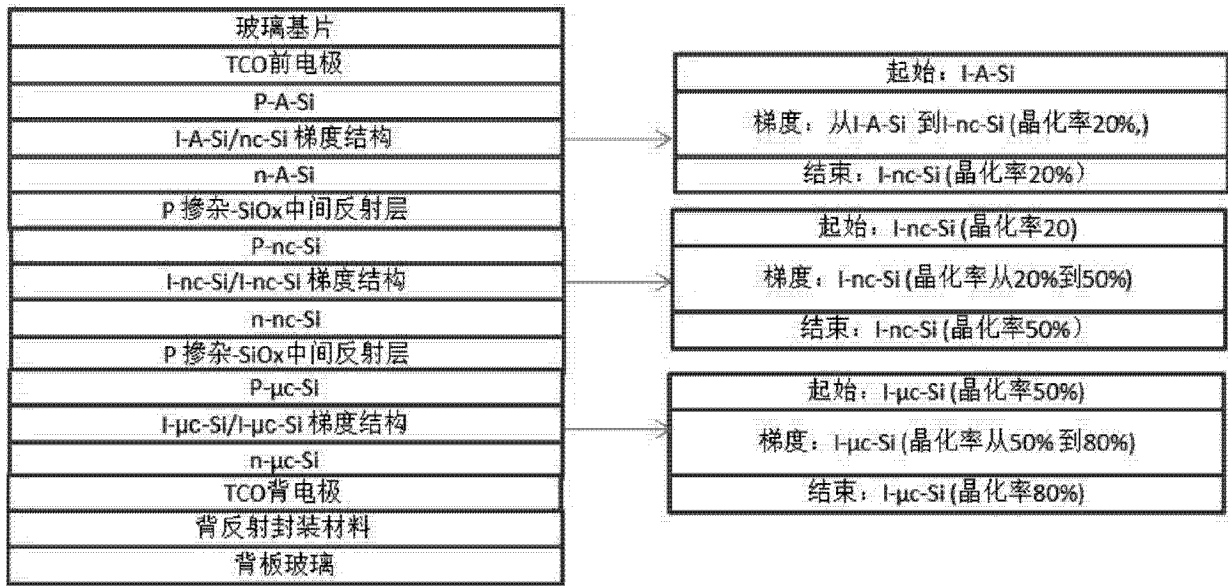 玻璃基片
TCO前电极
P-A-Si
I-A-Si/nc-Si 梯度结构
n-A-Si
P 掺杂-SiOx中间反射层
P-nc-Si
I-nc-Si/I-nc-Si 梯度结构
n-nc-Si
P 掺杂-SiOx中间反射层
P-μc-Si
I-μc-Si/I-μc-Si 梯度结构
n-μc-Si
TCO背电极
背反射封装材料
背板玻璃
起始：I-A-Si
梯度：从I-A-Si 到I-nc-Si (晶化率20%,)
结束：I-nc-Si (晶化率20%）
起始：I-nc-Si (晶化率20)
梯度：I-nc-Si (晶化率从20%到50%)
结束：I-nc-Si (晶化率50%）
起始：I-μc-Si (晶化率50%)
梯度：I-μc-Si (晶化率从50% 到80%)
结束：I-μc-Si (晶化率80%)